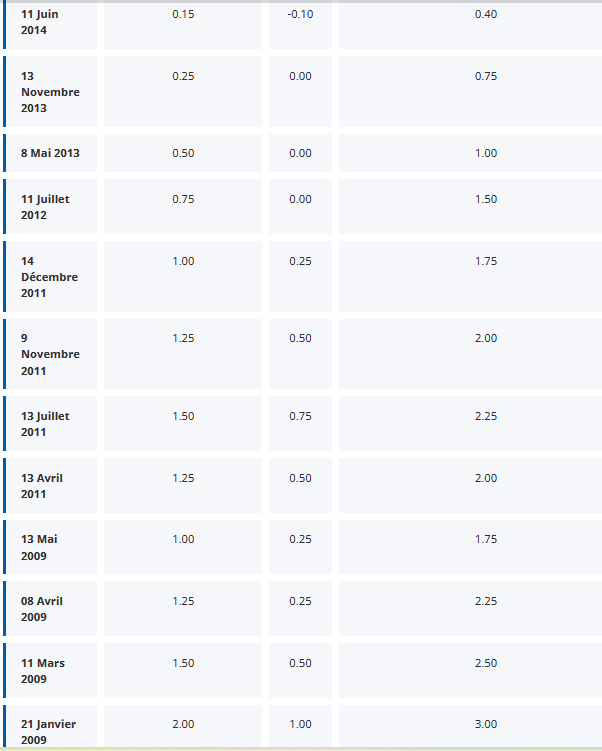 11 Juin 0.15 -0.10 0.40
2014
13 0.25 0.00 0.75
Novembre
2013
8 Mai 2013 0.50 0.00 1.00
11 Juillet 0.75 0.00 1.50
2012
14 1.00 0.25 1.75
Décembre
2011
9 1.25 0.50 2.00
Novembre
2011
13 Juillet 1.50 0.75 2.25
2011
13 Avril 1.25 0.50 2.00
2011
13 Mai 1.00 0.25 1.75
2009
08 Avril 1.25 0.25 2.25
2009
11 Mars 1.50 0.50 2.50
2009
21 Janvier 2.00 1.00 3.00
2009